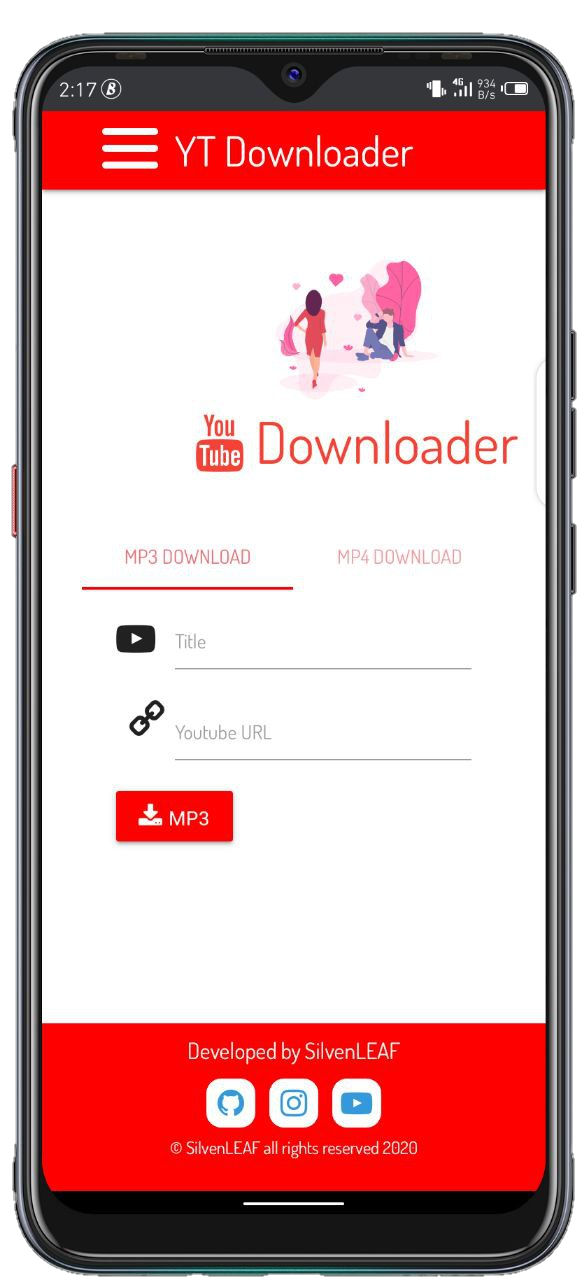 2:17
4G
934
B/s
YT Downloader
You
Tube Downloader
MP3 DOWNLOAD
MP4 DOWNLOAD
Title
Youtube URL
MP3
Developed by SilvenLEAF
© SilvenLEAF all rights reserved 2020